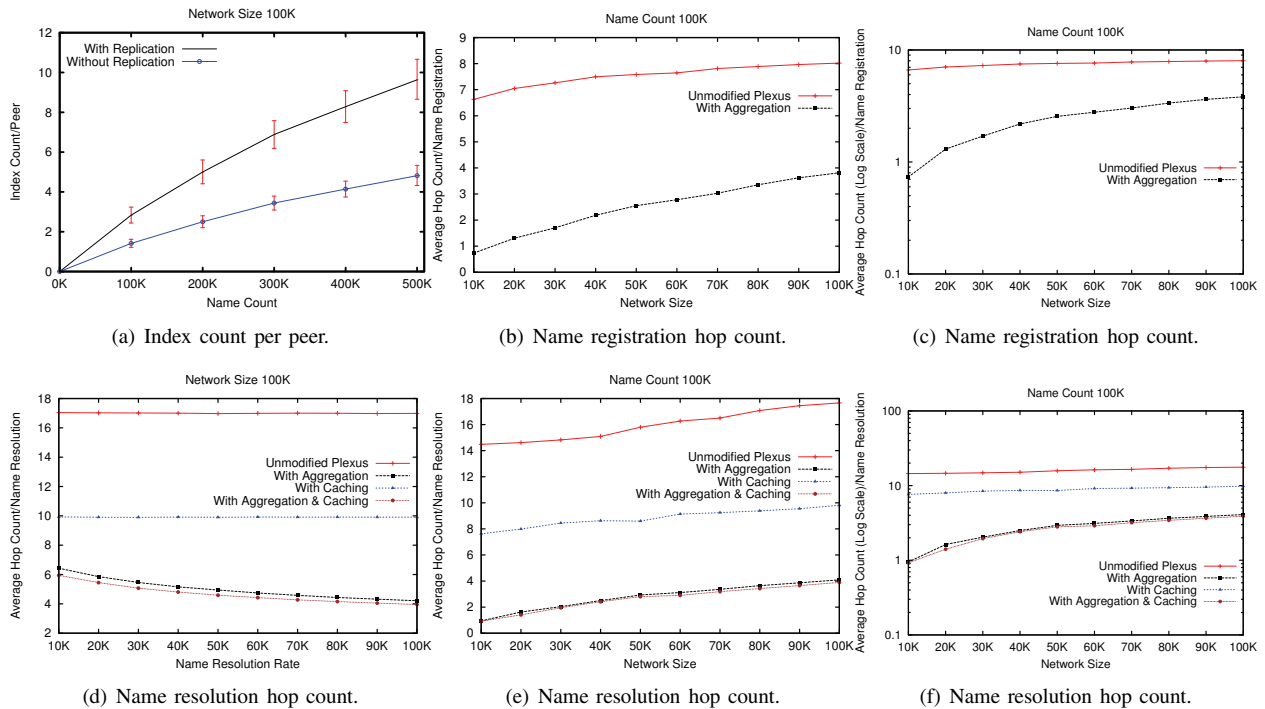 Network Size 100K
12
10
8
6
4
2
0
Index Count/Peer
With Replication
Without Replication
0K 100K 200K 300K 400K 500K
Name Count
(a) Index count per peer.
Name Count 100K
9
8
7
6
5
4
3
2
1
0
Average Hop Count/Name Registration
Unmodified Plexus
With Aggregation
10K 20K 30K 40K 50K 60K 70K 80K 90K 100K
Network Size
(b) Name registration hop count.
Name Count 100K
10
1
0.1
Average Hop Count (Log Scale)/Name Registration
Unmodified Plexus
With Aggregation
10K 20K 30K 40K 50K 60K 70K 80K 90K 100K
Network Size
(c) Name registration hop count.
Network Size 100K
18
16
14
12
10
8
6
4
2
Average Hop Count/Name Resolution
Unmodified Plexus
With Aggregation
With Caching
With Aggregation & Caching
10K 20K 30K 40K 50K 60K 70K 80K 90K 100K
Name Resolution Rate
(d) Name resolution hop count.
Name Count 100K
18
16
14
12
10
8
6
4
2
0
Average Hop Count/Name Resolution
Unmodified Plexus
With Aggregation
With Caching
With Aggregation & Caching
10K 20K 30K 40K 50K 60K 70K 80K 90K 100K
Network Size
(e) Name resolution hop count.
Name Count 100K
100
10
1
0.1
Average Hop Count (Log Scale)/Name Resolution
Unmodified Plexus
With Aggregation
With Caching
With Aggregation & Caching
10K 20K 30K 40K 50K 60K 70K 80K 90K 100K
Network Size
(f) Name resolution hop count.